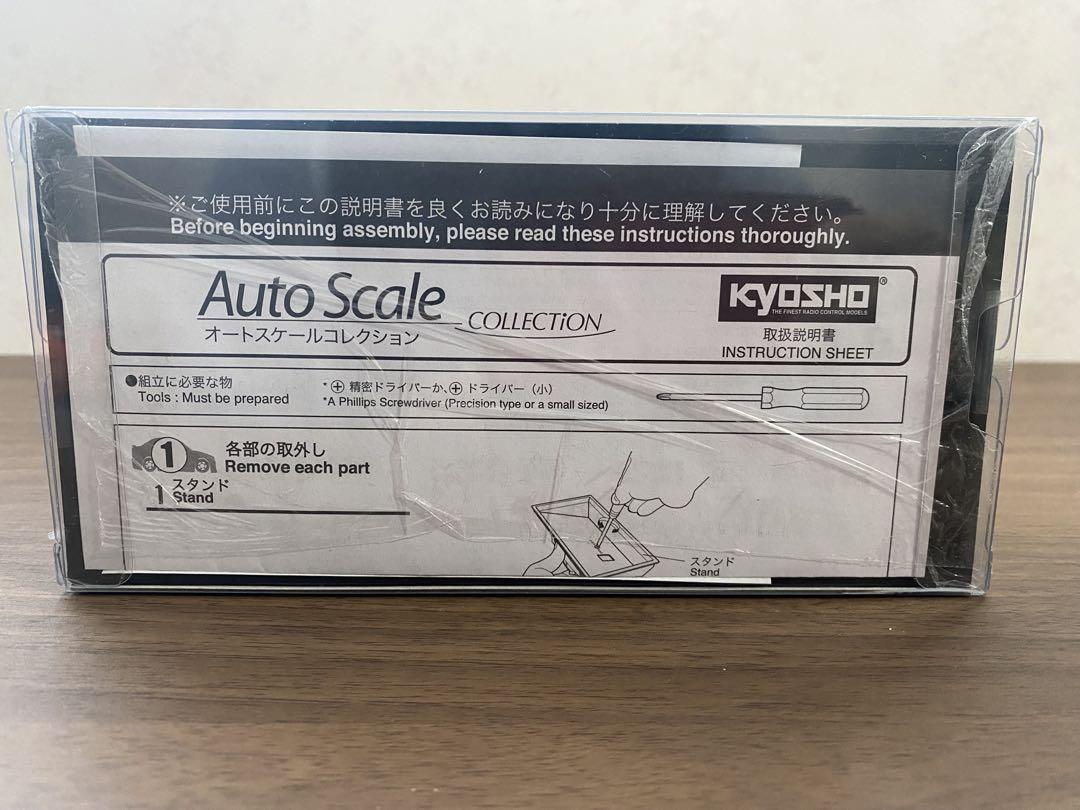 ※ご使用前にこの説明書を良くお読みになり十分に理解してください。
Before beginning assembly, please read these instructions thoroughly.
Auto Scale COLLECTiON
オートスケールコレクション
KYOSHO®
THE FINEST RADIO CONTROL MODELS
取扱説明書
INSTRUCTION SHEET
●組立に必要な物
Tools : Must be prepared
*⊕ 精密ドライバーか、⊕ ドライバー（小）
*A Phillips Screwdriver (Precision type or a small sized)
1 各部の取外し
Remove each part
1 スタンド
Stand
スタンド
Stand